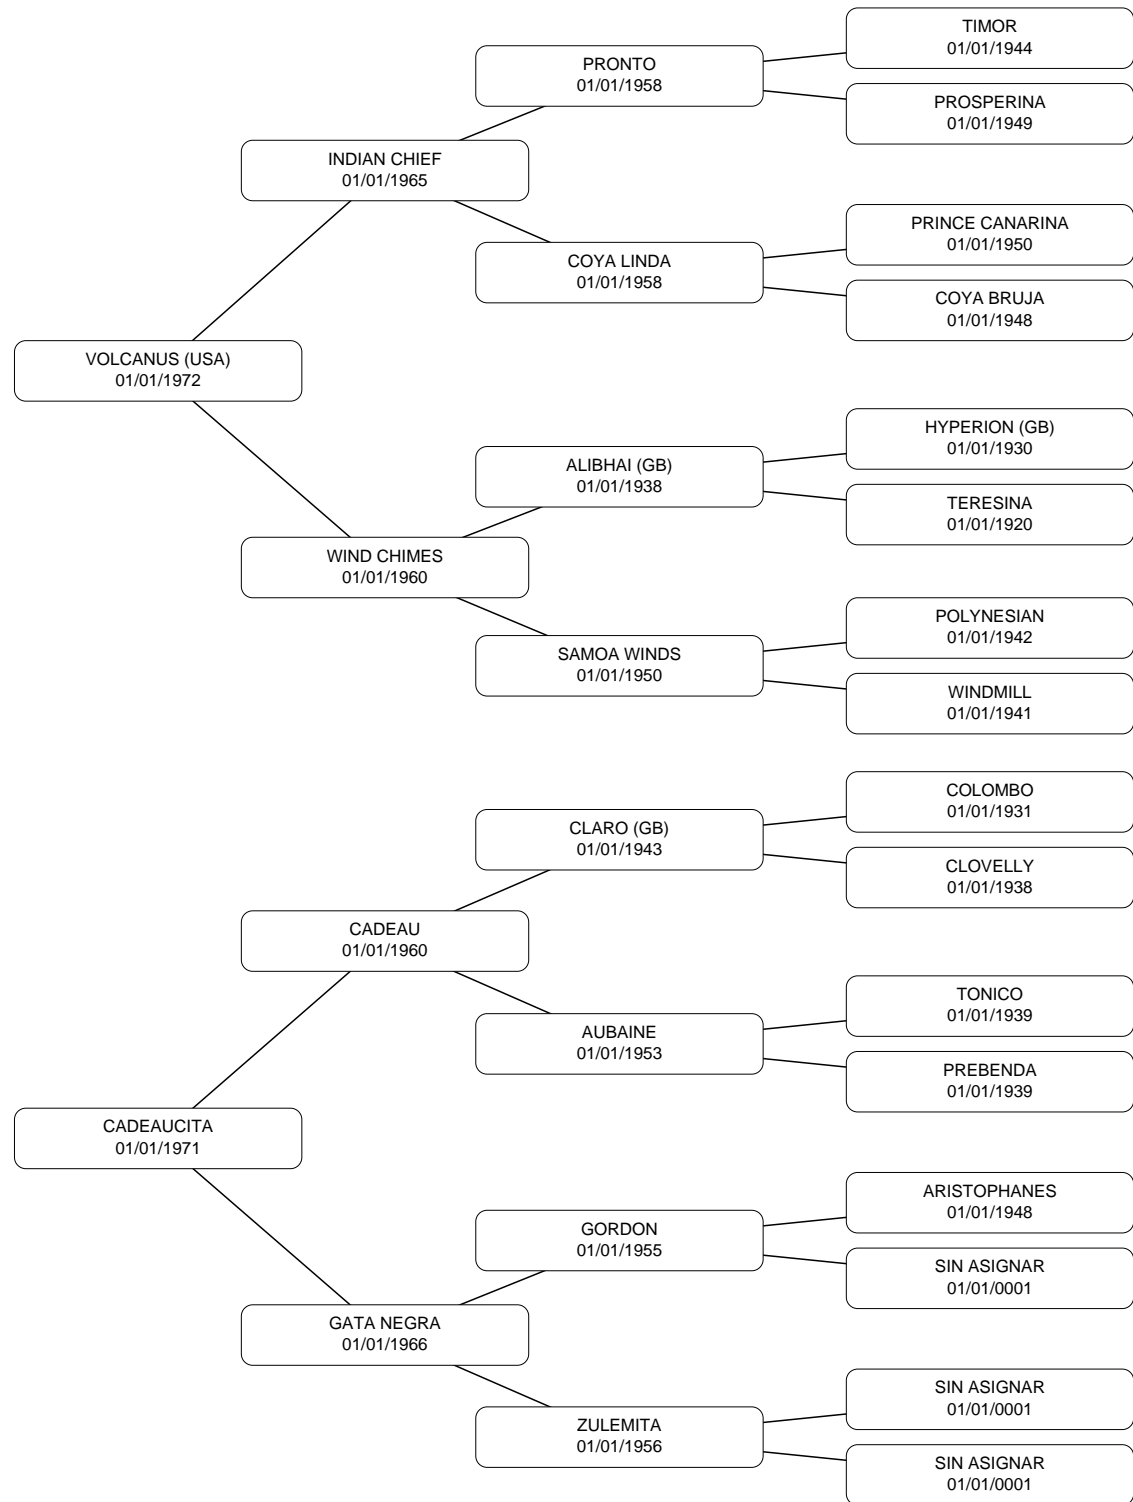 TIMOR
01/01/1944
PRONTO
01/01/1958
PROSPERINA
01/01/1949
INDIAN CHIEF
01/01/1965
PRINCE CANARINA
01/01/1950
COYA LINDA
01/01/1958
COYA BRUJA
01/01/1948
VOLCANUS (USA)
01/01/1972
HYPERION (GB)
01/01/1930
ALIBHAI (GB)
01/01/1938
TERESINA
01/01/1920
WIND CHIMES
01/01/1960
POLYNESIAN
01/01/1942
SAMOA WINDS
01/01/1950
WINDMILL
01/01/1941
COLOMBO
01/01/1931
CLARO (GB)
01/01/1943
CLOVELLY
01/01/1938
CADEAU
01/01/1960
TONICO
01/01/1939
AUBAINE
01/01/1953
PREBENDA
01/01/1939
CADEAUCITA
01/01/1971
ARISTOPHANES
01/01/1948
GORDON
01/01/1955
SIN ASIGNAR
01/01/0001
GATA NEGRA
01/01/1966
SIN ASIGNAR
01/01/0001
ZULEMITA
01/01/1956
SIN ASIGNAR
01/01/0001